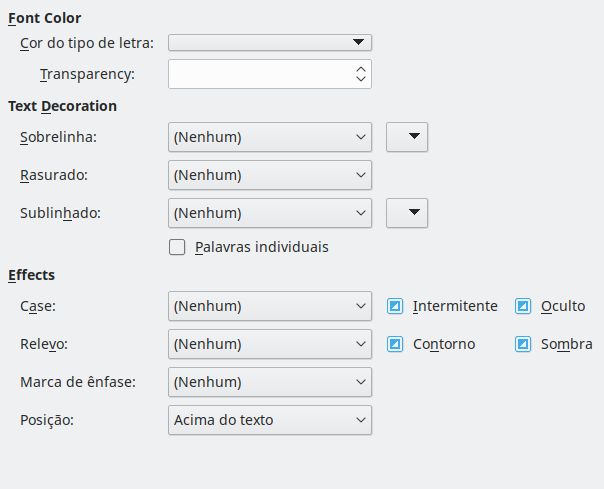 Font Color
Cor do tipo de letra:
Transparency:
Text Decoration
Sobrelinha: (Nenhum)
Rasurado: (Nenhum)
Sublinhado: (Nenhum)
Palavras individuais
Effects
Case: (Nenhum) Intermitente Oculto
Relevo: (Nenhum) Contorno Sombra
Marca de ênfase: (Nenhum)
Posição: Acima do texto